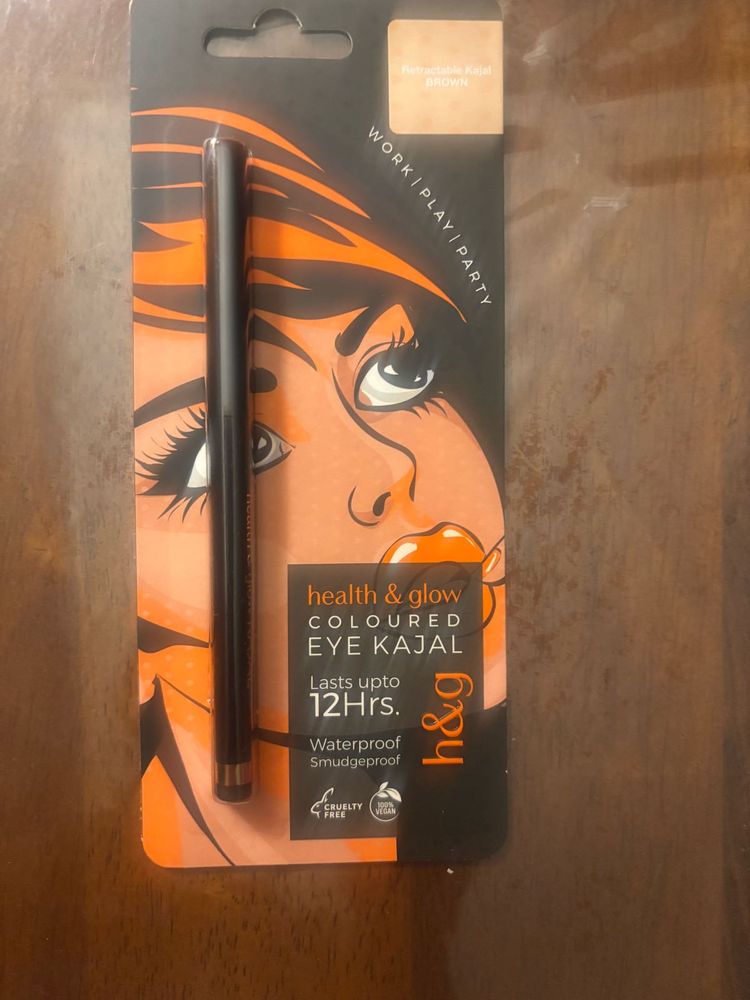 Retractable Kajal
BROWN
WORK | PLAY | PARTY
health & glow
COLOURED
EYE KAJAL
Lasts upto
12Hrs.
h&g
Waterproof
Smudgeproof
CRUELTY
FREE
100%
VEGAN